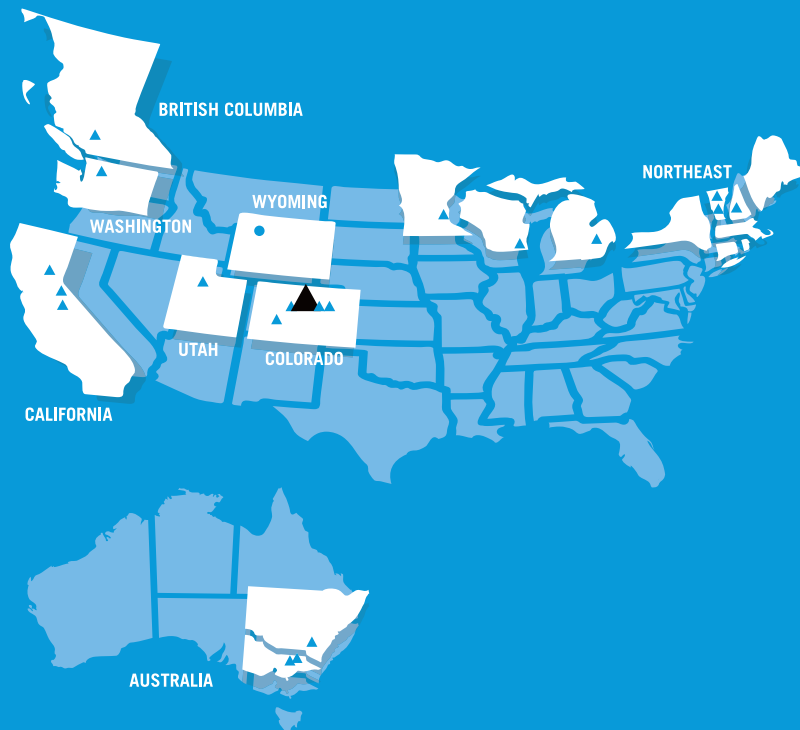 BRITISH COLUMBIA
NORTHEAST
WYOMING
WASHINGTON
UTAH
COLORADO
CALIFORNIA
AUSTRALIA